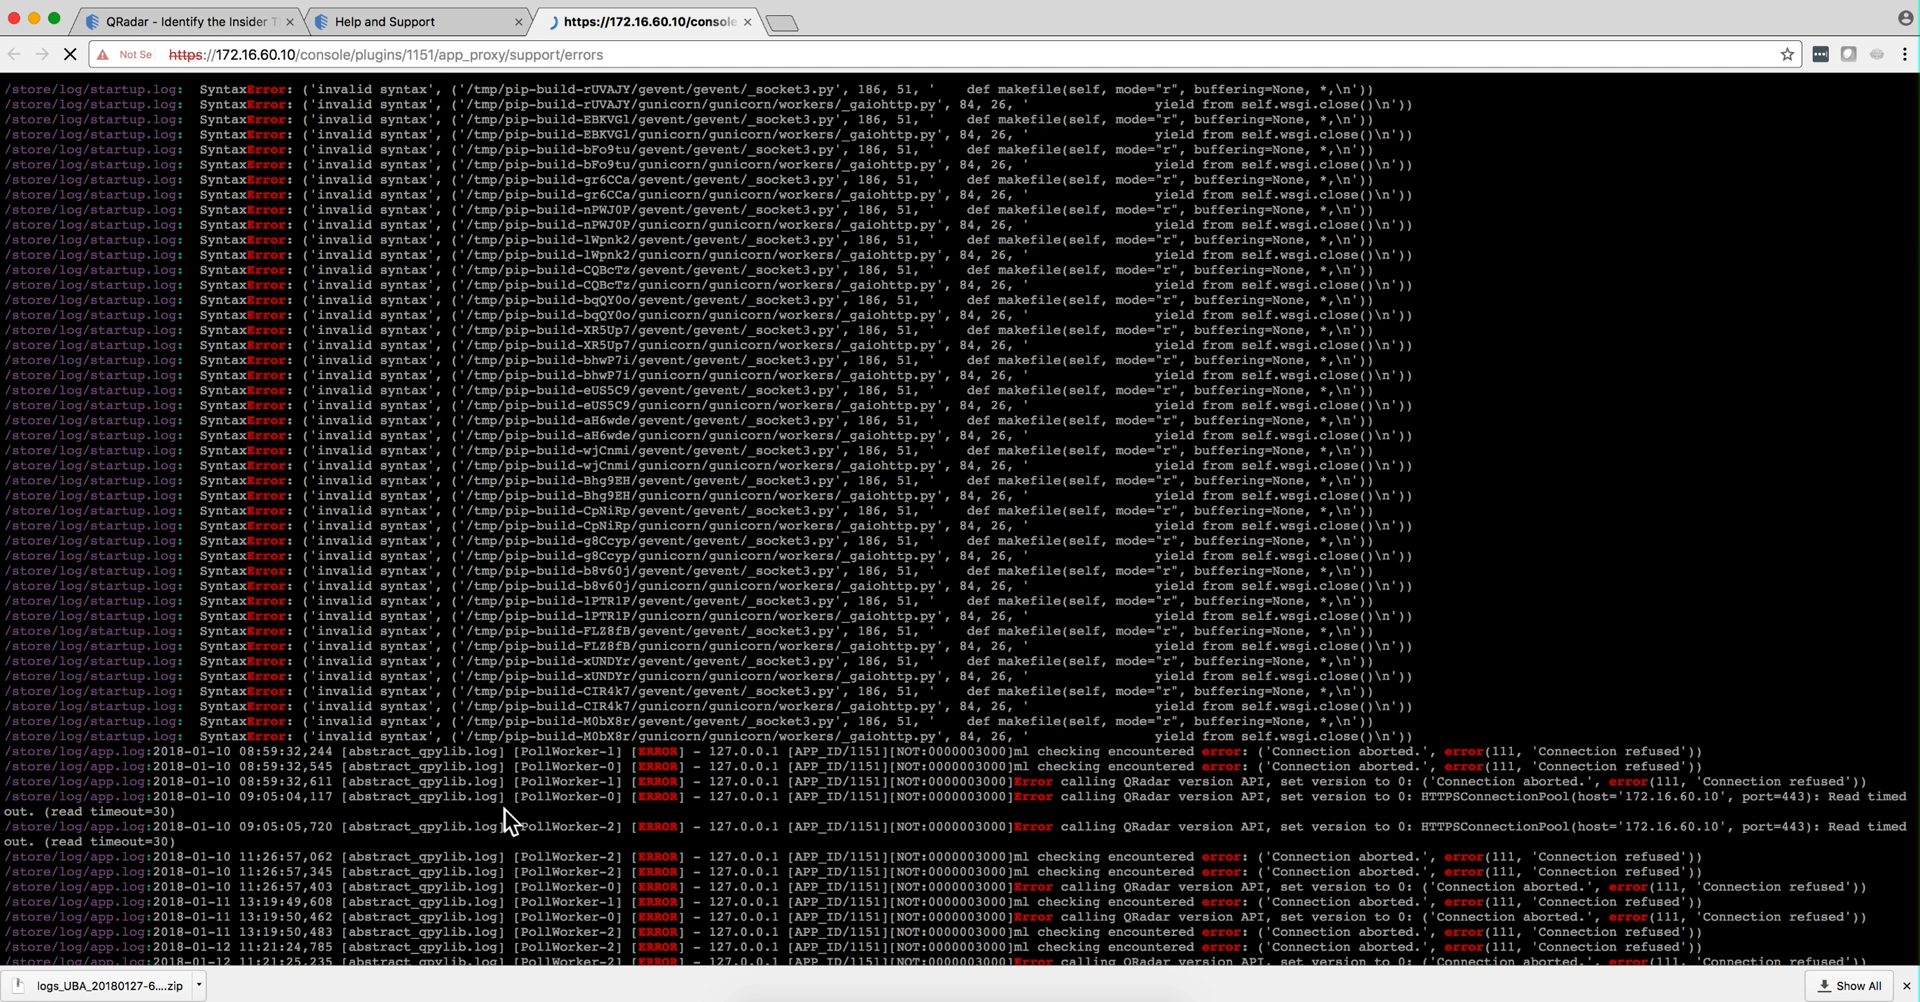 QRadar - Identify the Insider T
Help and Support
https://172.16.60.10/console
Not Se https://172.16.60.10/console/plugins/1151/app_proxy/support/errors
/store/log/startup.log: SyntaxError: ('invalid syntax', ('/tmp/pip-build-rUVAJY/gevent/gevent/_socket3.py', 186, 51, ' def makefile(self, mode="r", buffering=None, *,\n'))
/store/log/startup.log: SyntaxError: ('invalid syntax', ('/tmp/pip-build-rUVAJY/gunicorn/gunicorn/workers/_gaiohttp.py', 84, 26, ' yield from self.wsgi.close()\n'))
/store/log/startup.log: SyntaxError: ('invalid syntax', ('/tmp/pip-build-EBKVGl/gevent/gevent/_socket3.py', 186, 51, ' def makefile(self, mode="r", buffering=None, *,\n'))
/store/log/startup.log: SyntaxError: ('invalid syntax', ('/tmp/pip-build-EBKVGl/gunicorn/gunicorn/workers/_gaiohttp.py', 84, 26, ' yield from self.wsgi.close()\n'))
/store/log/startup.log: SyntaxError: ('invalid syntax', ('/tmp/pip-build-bFo9tu/gevent/gevent/_socket3.py', 186, 51, ' def makefile(self, mode="r", buffering=None, *,\n'))
/store/log/startup.log: SyntaxError: ('invalid syntax', ('/tmp/pip-build-bFo9tu/gunicorn/gunicorn/workers/_gaiohttp.py', 84, 26, ' yield from self.wsgi.close()\n'))
/store/log/startup.log: SyntaxError: ('invalid syntax', ('/tmp/pip-build-gr6CCa/gevent/gevent/_socket3.py', 186, 51, ' def makefile(self, mode="r", buffering=None, *,\n'))
/store/log/startup.log: SyntaxError: ('invalid syntax', ('/tmp/pip-build-gr6CCa/gunicorn/gunicorn/workers/_gaiohttp.py', 84, 26, ' yield from self.wsgi.close()\n'))
/store/log/startup.log: SyntaxError: ('invalid syntax', ('/tmp/pip-build-nPWJ0P/gevent/gevent/_socket3.py', 186, 51, ' def makefile(self, mode="r", buffering=None, *,\n'))
/store/log/startup.log: SyntaxError: ('invalid syntax', ('/tmp/pip-build-nPWJ0P/gunicorn/gunicorn/workers/_gaiohttp.py', 84, 26, ' yield from self.wsgi.close()\n'))
/store/log/startup.log: SyntaxError: ('invalid syntax', ('/tmp/pip-build-lWpnk2/gevent/gevent/_socket3.py', 186, 51, ' def makefile(self, mode="r", buffering=None, *,\n'))
/store/log/startup.log: SyntaxError: ('invalid syntax', ('/tmp/pip-build-lWpnk2/gunicorn/gunicorn/workers/_gaiohttp.py', 84, 26, ' yield from self.wsgi.close()\n'))
/store/log/startup.log: SyntaxError: ('invalid syntax', ('/tmp/pip-build-CQBcTz/gevent/gevent/_socket3.py', 186, 51, ' def makefile(self, mode="r", buffering=None, *,\n'))
/store/log/startup.log: SyntaxError: ('invalid syntax', ('/tmp/pip-build-CQBcTz/gunicorn/gunicorn/workers/_gaiohttp.py', 84, 26, ' yield from self.wsgi.close()\n'))
/store/log/startup.log: SyntaxError: ('invalid syntax', ('/tmp/pip-build-bqQY0o/gevent/gevent/_socket3.py', 186, 51, ' def makefile(self, mode="r", buffering=None, *,\n'))
/store/log/startup.log: SyntaxError: ('invalid syntax', ('/tmp/pip-build-bqQY0o/gunicorn/gunicorn/workers/_gaiohttp.py', 84, 26, ' yield from self.wsgi.close()\n'))
/store/log/startup.log: SyntaxError: ('invalid syntax', ('/tmp/pip-build-XR5Up7/gevent/gevent/_socket3.py', 186, 51, ' def makefile(self, mode="r", buffering=None, *,\n'))
/store/log/startup.log: SyntaxError: ('invalid syntax', ('/tmp/pip-build-XR5Up7/gunicorn/gunicorn/workers/_gaiohttp.py', 84, 26, ' yield from self.wsgi.close()\n'))
/store/log/startup.log: SyntaxError: ('invalid syntax', ('/tmp/pip-build-bhwP7i/gevent/gevent/_socket3.py', 186, 51, ' def makefile(self, mode="r", buffering=None, *,\n'))
/store/log/startup.log: SyntaxError: ('invalid syntax', ('/tmp/pip-build-bhwP7i/gunicorn/gunicorn/workers/_gaiohttp.py', 84, 26, ' yield from self.wsgi.close()\n'))
/store/log/startup.log: SyntaxError: ('invalid syntax', ('/tmp/pip-build-eUS5C9/gevent/gevent/_socket3.py', 186, 51, ' def makefile(self, mode="r", buffering=None, *,\n'))
/store/log/startup.log: SyntaxError: ('invalid syntax', ('/tmp/pip-build-eUS5C9/gunicorn/gunicorn/workers/_gaiohttp.py', 84, 26, ' yield from self.wsgi.close()\n'))
/store/log/startup.log: SyntaxError: ('invalid syntax', ('/tmp/pip-build-aH6wde/gevent/gevent/_socket3.py', 186, 51, ' def makefile(self, mode="r", buffering=None, *,\n'))
/store/log/startup.log: SyntaxError: ('invalid syntax', ('/tmp/pip-build-aH6wde/gunicorn/gunicorn/workers/_gaiohttp.py', 84, 26, ' yield from self.wsgi.close()\n'))
/store/log/startup.log: SyntaxError: ('invalid syntax', ('/tmp/pip-build-wjCnmi/gevent/gevent/_socket3.py', 186, 51, ' def makefile(self, mode="r", buffering=None, *,\n'))
/store/log/startup.log: SyntaxError: ('invalid syntax', ('/tmp/pip-build-wjCnmi/gunicorn/gunicorn/workers/_gaiohttp.py', 84, 26, ' yield from self.wsgi.close()\n'))
/store/log/startup.log: SyntaxError: ('invalid syntax', ('/tmp/pip-build-Bhg9EH/gevent/gevent/_socket3.py', 186, 51, ' def makefile(self, mode="r", buffering=None, *,\n'))
/store/log/startup.log: SyntaxError: ('invalid syntax', ('/tmp/pip-build-Bhg9EH/gunicorn/gunicorn/workers/_gaiohttp.py', 84, 26, ' yield from self.wsgi.close()\n'))
/store/log/startup.log: SyntaxError: ('invalid syntax', ('/tmp/pip-build-CpNiRp/gevent/gevent/_socket3.py', 186, 51, ' def makefile(self, mode="r", buffering=None, *,\n'))
/store/log/startup.log: SyntaxError: ('invalid syntax', ('/tmp/pip-build-CpNiRp/gunicorn/gunicorn/workers/_gaiohttp.py', 84, 26, ' yield from self.wsgi.close()\n'))
/store/log/startup.log: SyntaxError: ('invalid syntax', ('/tmp/pip-build-g8Ccyp/gevent/gevent/_socket3.py', 186, 51, ' def makefile(self, mode="r", buffering=None, *,\n'))
/store/log/startup.log: SyntaxError: ('invalid syntax', ('/tmp/pip-build-g8Ccyp/gunicorn/gunicorn/workers/_gaiohttp.py', 84, 26, ' yield from self.wsgi.close()\n'))
/store/log/startup.log: SyntaxError: ('invalid syntax', ('/tmp/pip-build-b8v60j/gevent/gevent/_socket3.py', 186, 51, ' def makefile(self, mode="r", buffering=None, *,\n'))
/store/log/startup.log: SyntaxError: ('invalid syntax', ('/tmp/pip-build-b8v60j/gunicorn/gunicorn/workers/_gaiohttp.py', 84, 26, ' yield from self.wsgi.close()\n'))
/store/log/startup.log: SyntaxError: ('invalid syntax', ('/tmp/pip-build-1PTR1P/gevent/gevent/_socket3.py', 186, 51, ' def makefile(self, mode="r", buffering=None, *,\n'))
/store/log/startup.log: SyntaxError: ('invalid syntax', ('/tmp/pip-build-1PTR1P/gunicorn/gunicorn/workers/_gaiohttp.py', 84, 26, ' yield from self.wsgi.close()\n'))
/store/log/startup.log: SyntaxError: ('invalid syntax', ('/tmp/pip-build-FLZ8fB/gevent/gevent/_socket3.py', 186, 51, ' def makefile(self, mode="r", buffering=None, *,\n'))
/store/log/startup.log: SyntaxError: ('invalid syntax', ('/tmp/pip-build-FLZ8fB/gunicorn/gunicorn/workers/_gaiohttp.py', 84, 26, ' yield from self.wsgi.close()\n'))
/store/log/startup.log: SyntaxError: ('invalid syntax', ('/tmp/pip-build-xUNDYr/gevent/gevent/_socket3.py', 186, 51, ' def makefile(self, mode="r", buffering=None, *,\n'))
/store/log/startup.log: SyntaxError: ('invalid syntax', ('/tmp/pip-build-xUNDYr/gunicorn/gunicorn/workers/_gaiohttp.py', 84, 26, ' yield from self.wsgi.close()\n'))
/store/log/startup.log: SyntaxError: ('invalid syntax', ('/tmp/pip-build-CIR4k7/gevent/gevent/_socket3.py', 186, 51, ' def makefile(self, mode="r", buffering=None, *,\n'))
/store/log/startup.log: SyntaxError: ('invalid syntax', ('/tmp/pip-build-CIR4k7/gunicorn/gunicorn/workers/_gaiohttp.py', 84, 26, ' yield from self.wsgi.close()\n'))
/store/log/startup.log: SyntaxError: ('invalid syntax', ('/tmp/pip-build-M0bX8r/gevent/gevent/_socket3.py', 186, 51, ' def makefile(self, mode="r", buffering=None, *,\n'))
/store/log/startup.log: SyntaxError: ('invalid syntax', ('/tmp/pip-build-M0bX8r/gunicorn/gunicorn/workers/_gaiohttp.py', 84, 26, ' yield from self.wsgi.close()\n'))
/store/log/app.log:2018-01-10 08:59:32,244 [abstract_qpylib.log] [PollWorker-1] [ERROR] - 127.0.0.1 [APP_ID/1151][NOT:0000003000]ml checking encountered error: ('Connection aborted.', error(111, 'Connection refused'))
/store/log/app.log:2018-01-10 08:59:32,545 [abstract_qpylib.log] [PollWorker-0] [ERROR] - 127.0.0.1 [APP_ID/1151][NOT:0000003000]ml checking encountered error: ('Connection aborted.', error(111, 'Connection refused'))
/store/log/app.log:2018-01-10 08:59:32,611 [abstract_qpylib.log] [PollWorker-1] [ERROR] - 127.0.0.1 [APP_ID/1151][NOT:0000003000]Error calling QRadar version API, set version to 0: ('Connection aborted.', error(111, 'Connection refused'))
/store/log/app.log:2018-01-10 09:05:04,117 [abstract_qpylib.log] [PollWorker-0] [ERROR] - 127.0.0.1 [APP_ID/1151][NOT:0000003000]Error calling QRadar version API, set version to 0: HTTPSConnectionPool(host='172.16.60.10', port=443): Read timed
out. (read timeout=30)
/store/log/app.log:2018-01-10 09:05:05,720 [abstract_qpylib.log] [PollWorker-2] [ERROR] - 127.0.0.1 [APP_ID/1151][NOT:0000003000]Error calling QRadar version API, set version to 0: HTTPSConnectionPool(host='172.16.60.10', port=443): Read timed
out. (read timeout=30)
/store/log/app.log:2018-01-10 11:26:57,062 [abstract_qpylib.log] [PollWorker-2] [ERROR] - 127.0.0.1 [APP_ID/1151][NOT:0000003000]ml checking encountered error: ('Connection aborted.', error(111, 'Connection refused'))
/store/log/app.log:2018-01-10 11:26:57,345 [abstract_qpylib.log] [PollWorker-2] [ERROR] - 127.0.0.1 [APP_ID/1151][NOT:0000003000]ml checking encountered error: ('Connection aborted.', error(111, 'Connection refused'))
/store/log/app.log:2018-01-10 11:26:57,403 [abstract_qpylib.log] [PollWorker-0] [ERROR] - 127.0.0.1 [APP_ID/1151][NOT:0000003000]Error calling QRadar version API, set version to 0: ('Connection aborted.', error(111, 'Connection refused'))
/store/log/app.log:2018-01-11 13:19:49,608 [abstract_qpylib.log] [PollWorker-1] [ERROR] - 127.0.0.1 [APP_ID/1151][NOT:0000003000]ml checking encountered error: ('Connection aborted.', error(111, 'Connection refused'))
/store/log/app.log:2018-01-11 13:19:50,462 [abstract_qpylib.log] [PollWorker-0] [ERROR] - 127.0.0.1 [APP_ID/1151][NOT:0000003000]Error calling QRadar version API, set version to 0: ('Connection aborted.', error(111, 'Connection refused'))
/store/log/app.log:2018-01-11 13:19:50,483 [abstract_qpylib.log] [PollWorker-2] [ERROR] - 127.0.0.1 [APP_ID/1151][NOT:0000003000]ml checking encountered error: ('Connection aborted.', error(111, 'Connection refused'))
/store/log/app.log:2018-01-12 11:21:24,785 [abstract_qpylib.log] [PollWorker-2] [ERROR] - 127.0.0.1 [APP_ID/1151][NOT:0000003000]ml checking encountered error: ('Connection aborted.', error(111, 'Connection refused'))
/store/log/app.log:2018-01-12 11:21:25,235 [abstract_qpylib.log] [PollWorker-0] [ERROR] - 127.0.0.1 [APP_ID/1151][NOT:0000003000]Error calling QRadar version API, set version to 0: ('Connection aborted.', error(111, 'Connection refused'))
logs_UBA_20180127-6....zip
Show All